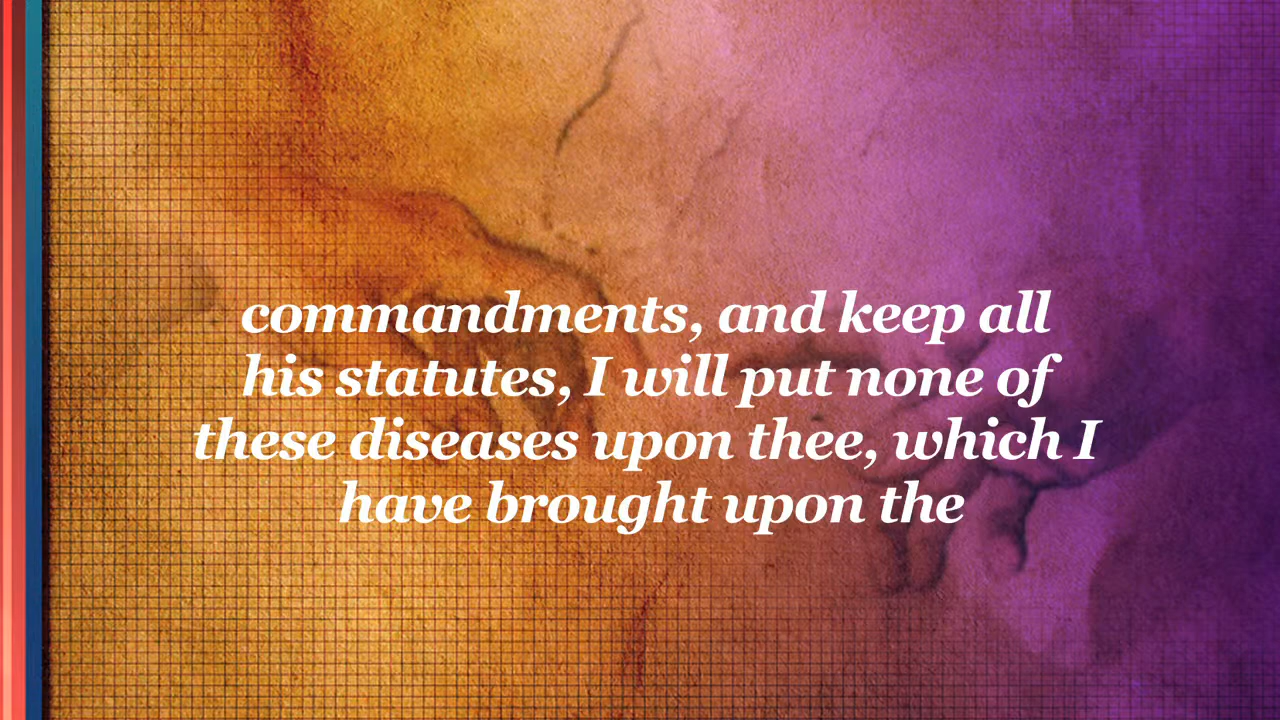 commandments, and keep all
his statutes, I will put none of
these diseases upon thee, which I
have brought upon the